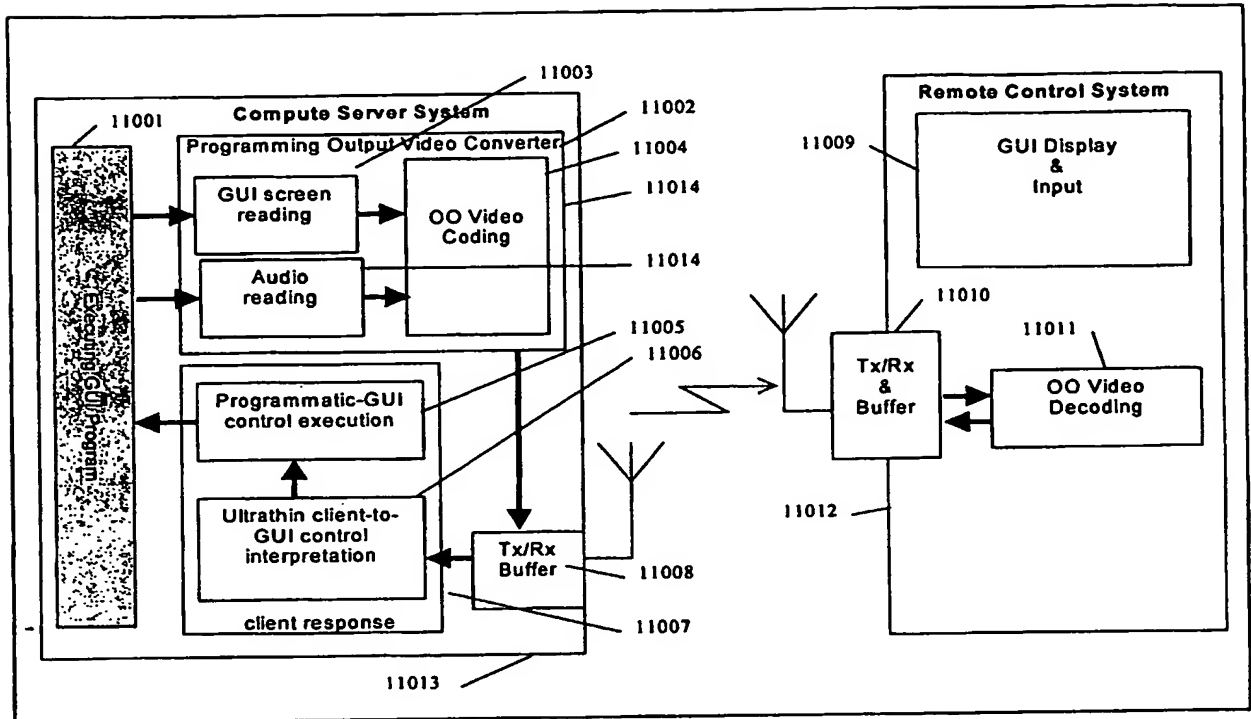 11003
Compute Server System
Remote Control System
11001
11002
Programming Output Video Converter
11004
11009
GUI Display
&
Input
GUI screen
reading
11014
OO Video
Coding
Audio
reading
11014
11010
11005
11011
11006
Programmatic-GUI
control execution
Tx/Rx
&
Buffer
OO Video
Decoding
Executing GUI Program
Ultrathin client-to-
GUI control
interpretation
11012
Tx/Rx
Buffer
11008
client response
11007
11013